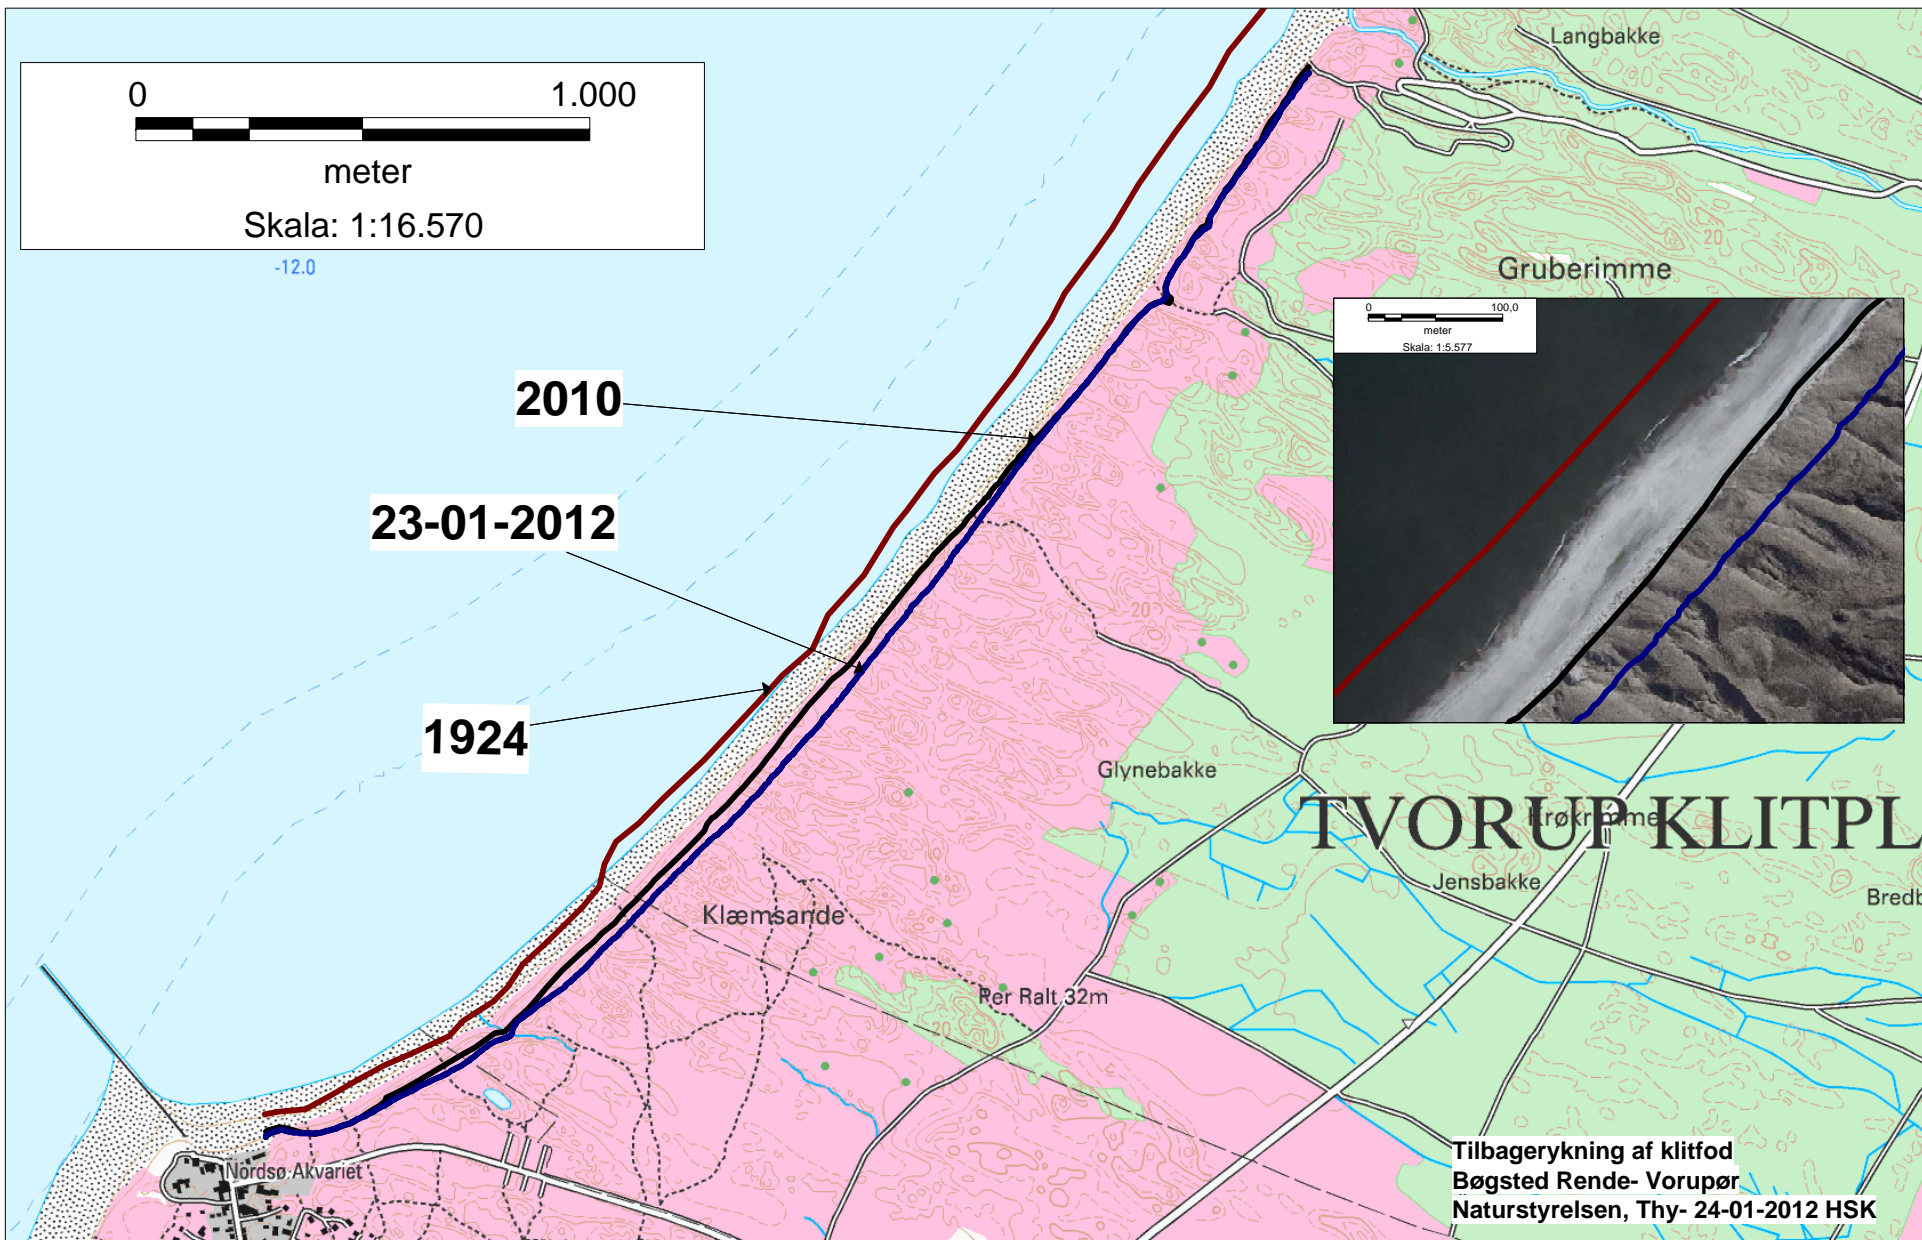 0 1.000
meter
Skala: 1:16.570
-12.0
Langbakke
20
Gruberimme
0 100,0
meter
Skala: 1:5.577
2010
23-01-2012
1924
20
Glynebakke
TVORUP KLITPL
Krøkrimme
Jensbakke
Bredb
Klæmsande
Per Ralt 32m
20
Nordsø Akvariet
Tilbagerykning af klitfod
Bøgsted Rende- Vorupør
Naturstyrelsen, Thy- 24-01-2012 HSK